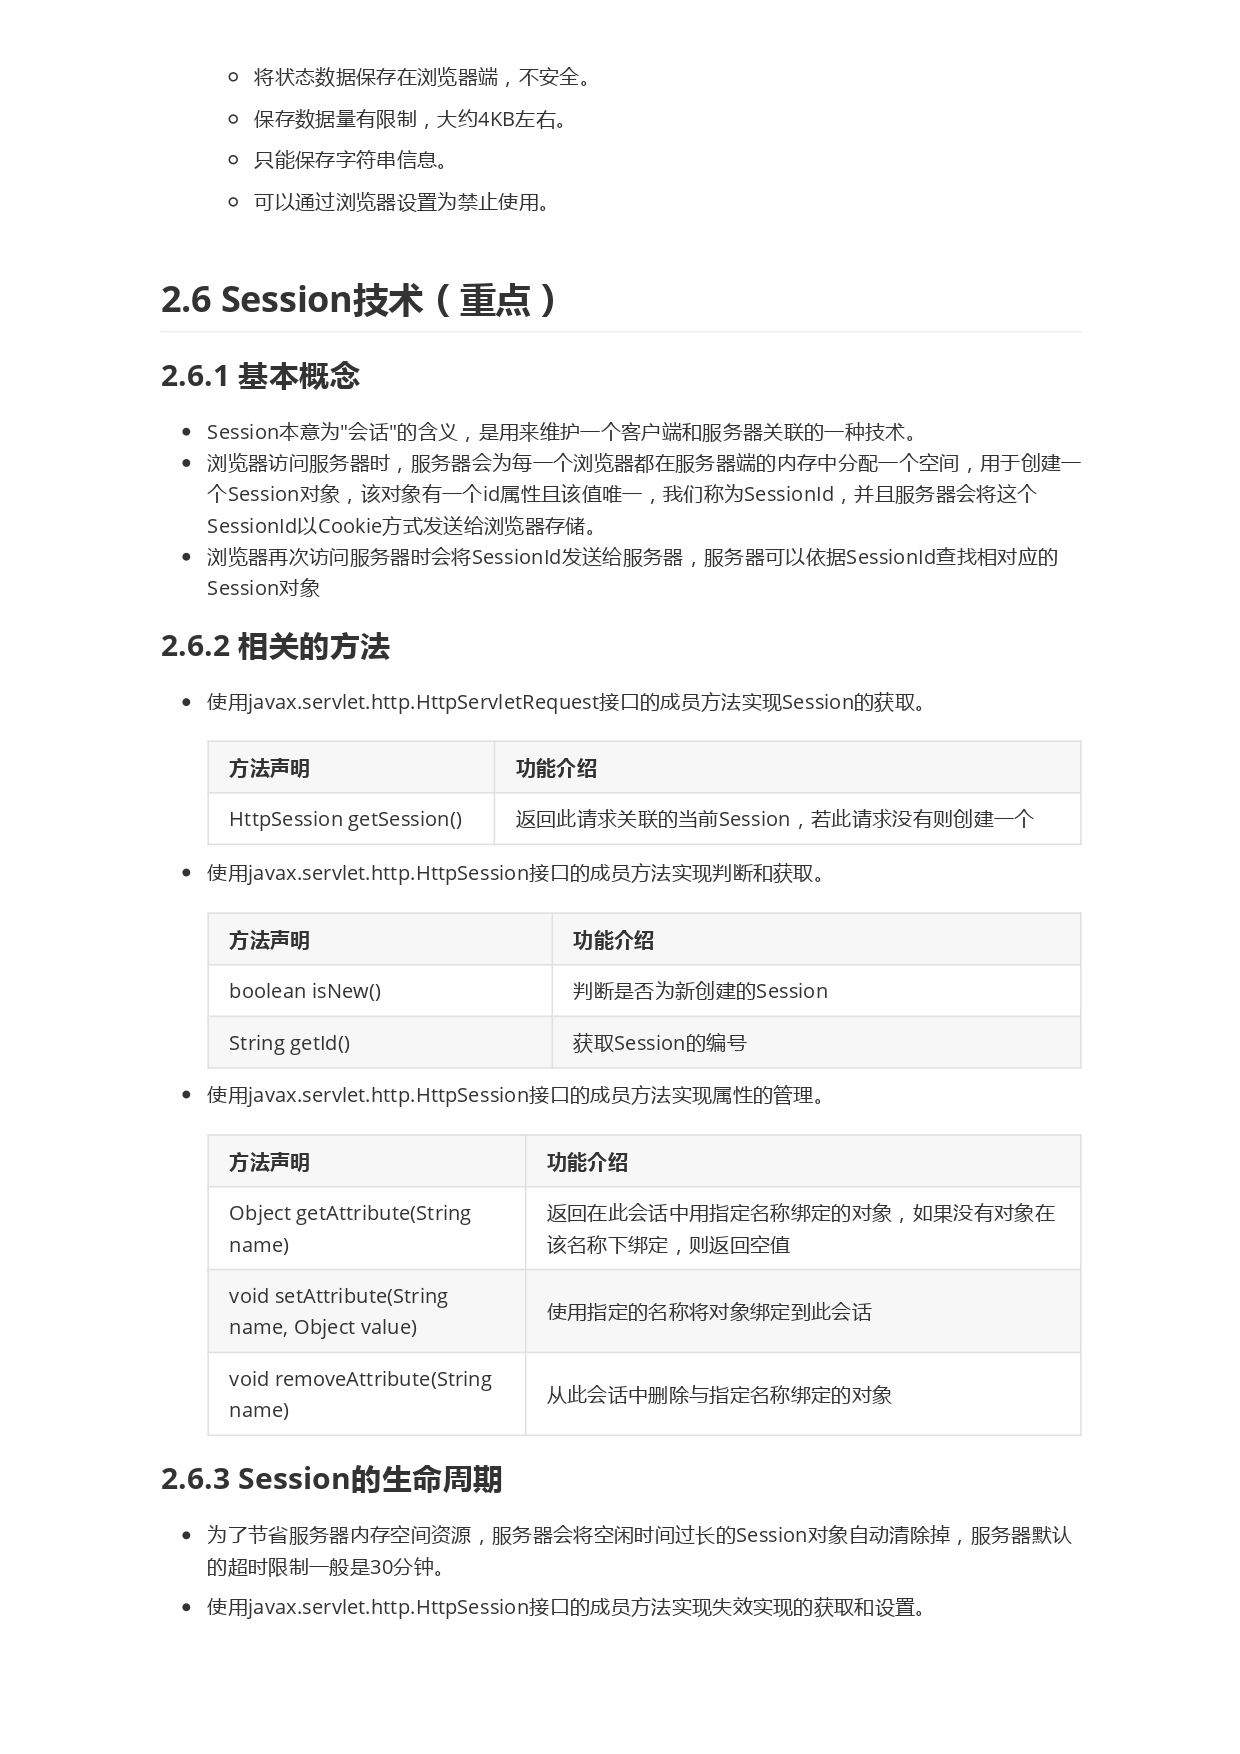 将状态数据保存在浏览器端，不安全。
保存数据量有限制，大约4KB左右。
只能保存字符串信息。
可以通过浏览器设置为禁止使用。
2.6 Session技术（重点）
2.6.1 基本概念
Session本意为"会话"的含义，是用来维护一个客户端和服务器关联的一种技术。
浏览器访问服务器时，服务器会为每一个浏览器都在服务器端的内存中分配一个空间，用于创建一
个Session对象，该对象有一个id属性且该值唯一，我们称为SessionId，并且服务器会将这个
SessionId以Cookie方式发送给浏览器存储。
浏览器再次访问服务器时会将SessionId发送给服务器，服务器可以依据SessionId查找相对应的
Session对象
2.6.2 相关的方法
使用javax.servlet.http.HttpServletRequest接口的成员方法实现Session的获取。
方法声明 功能介绍
HttpSession getSession() 返回此请求关联的当前Session，若此请求没有则创建一个
使用javax.servlet.http.HttpSession接口的成员方法实现判断和获取。
方法声明 功能介绍
boolean isNew() 判断是否为新创建的Session
String getId() 获取Session的编号
使用javax.servlet.http.HttpSession接口的成员方法实现属性的管理。
方法声明 功能介绍
Object getAttribute(String
name)
返回在此会话中用指定名称绑定的对象，如果没有对象在
该名称下绑定，则返回空值
void setAttribute(String
name, Object value)
使用指定的名称将对象绑定到此会话
void removeAttribute(String
name)
从此会话中删除与指定名称绑定的对象
2.6.3 Session的生命周期
为了节省服务器内存空间资源，服务器会将空闲时间过长的Session对象自动清除掉，服务器默认
的超时限制一般是30分钟。
使用javax.servlet.http.HttpSession接口的成员方法实现失效实现的获取和设置。